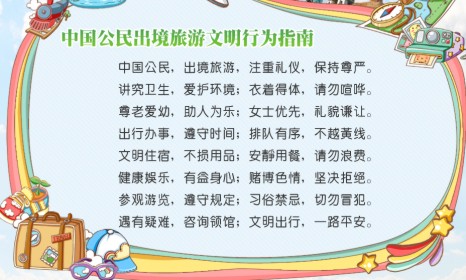 中国公民出境旅游文明行为指南
中国公民，出境旅游，注重礼仪，保持尊严。
讲究卫生，爱护环境；衣着得体，请勿喧哗。
尊老爱幼，助人为乐；女士优先，礼貌谦让。
出行办事，遵守时间；排队有序，不越黄线。
文明住宿，不损用品；安静用餐，请勿浪费。
健康娱乐，有益身心；赌博色情，坚决拒绝。
参观游览，遵守规定；习俗禁忌，切勿冒犯。
遇有疑难，咨询领馆；文明出行，一路平安。